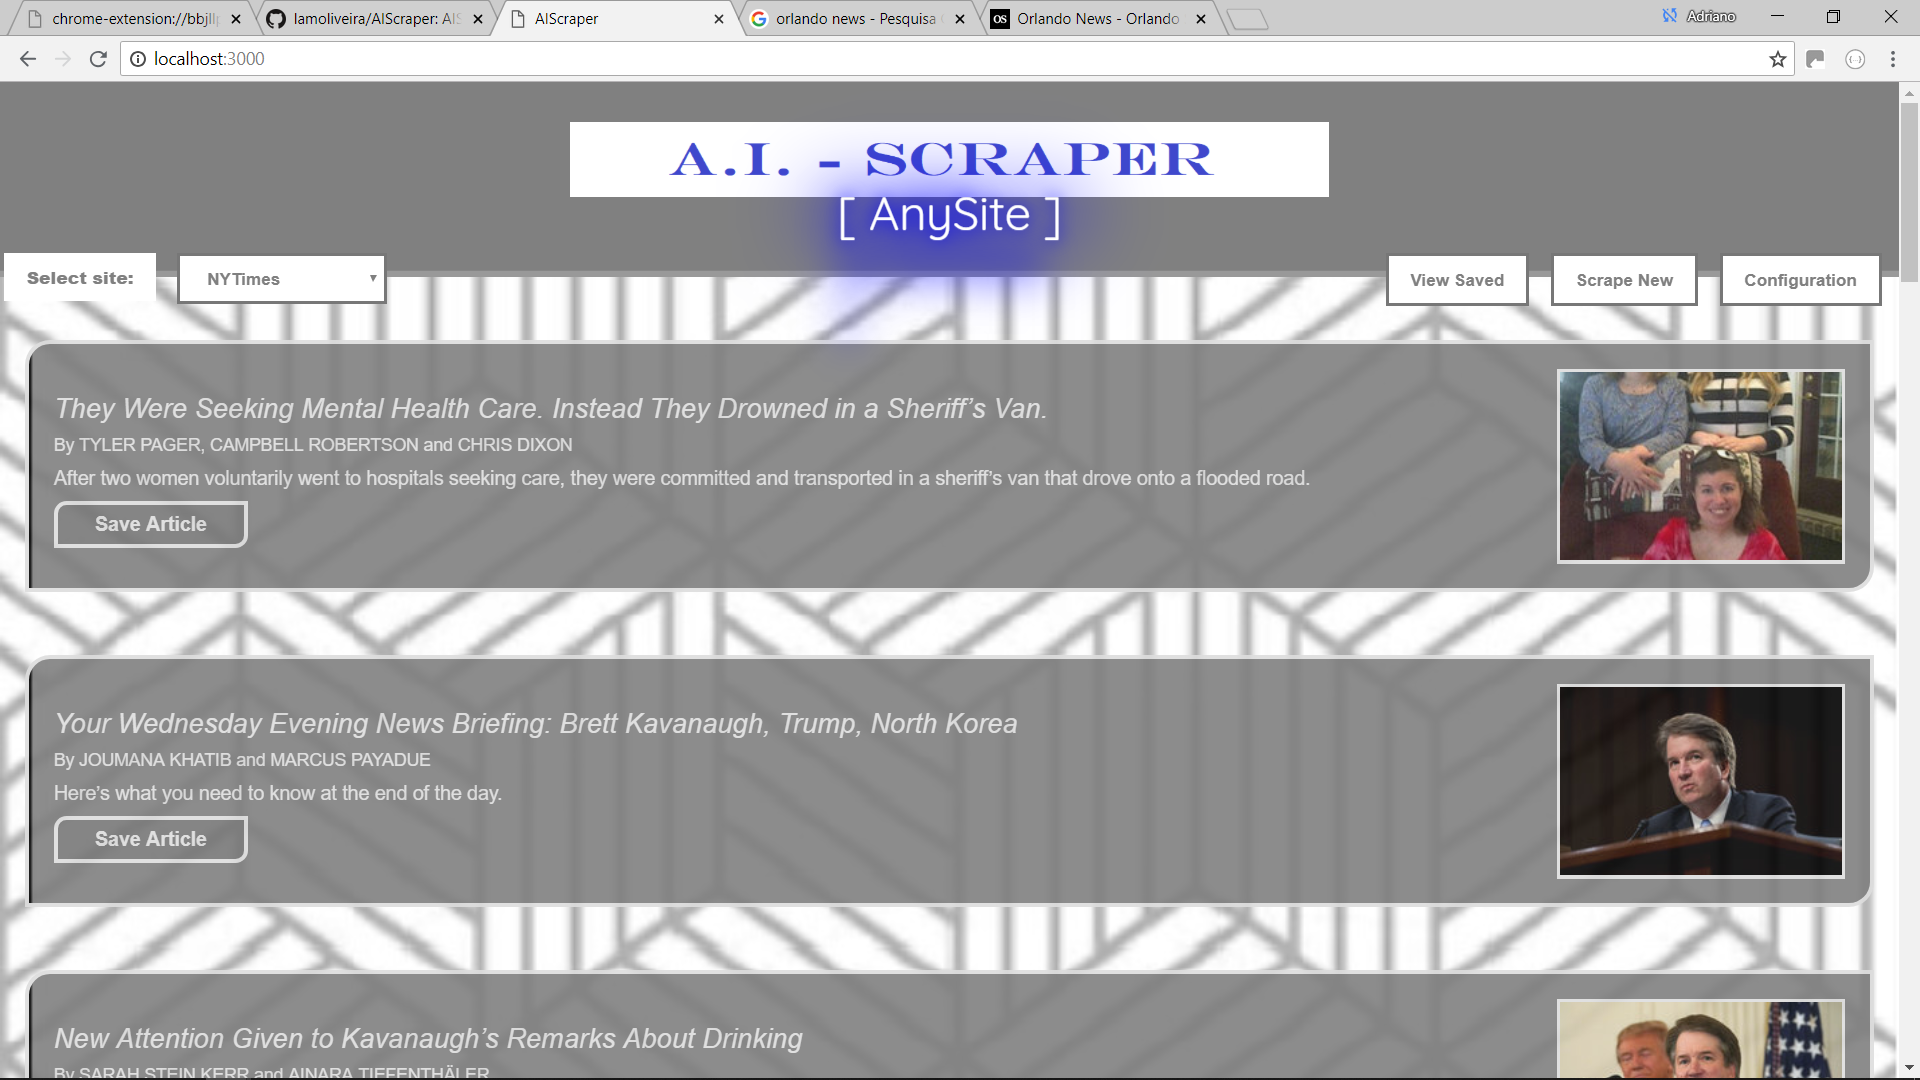 chrome-extension://bbjllp
lamoliveira/AIScraper: AIS
AIScraper
orlando news - Pesquisa
Orlando News - Orlando
Adriano
localhost:3000
A.I. - SCRAPER
[ AnySite ]
Select site:
NYTimes
View Saved
Scrape New
Configuration
They Were Seeking Mental Health Care. Instead They Drowned in a Sheriff’s Van.
By TYLER PAGER, CAMPBELL ROBERTSON and CHRIS DIXON
After two women voluntarily went to hospitals seeking care, they were committed and transported in a sheriff’s van that drove onto a flooded road.
Save Article
Your Wednesday Evening News Briefing: Brett Kavanaugh, Trump, North Korea
By JOUMANA KHATIB and MARCUS PAYADUE
Here’s what you need to know at the end of the day.
Save Article
New Attention Given to Kavanaugh’s Remarks About Drinking
By SARAH STEIN KERR and AINARA TIEFENTHÄLER